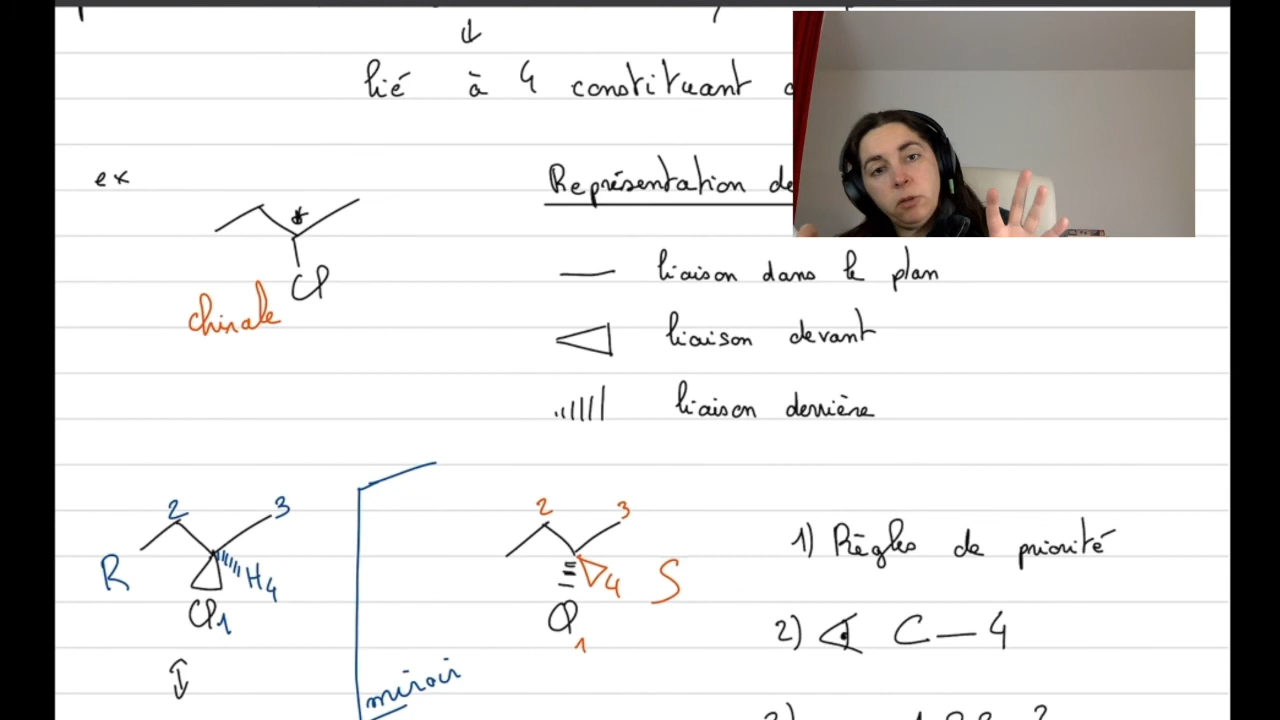 lié à 4 constituant
ex
Représentation de
Cl
chirale
liaison dans le plan
liaison devant
liaison derrière
2 3
R H4
Cl1
2 3
4 S
Cl
1
miroir
1) Règles de priorité
2) C — 4